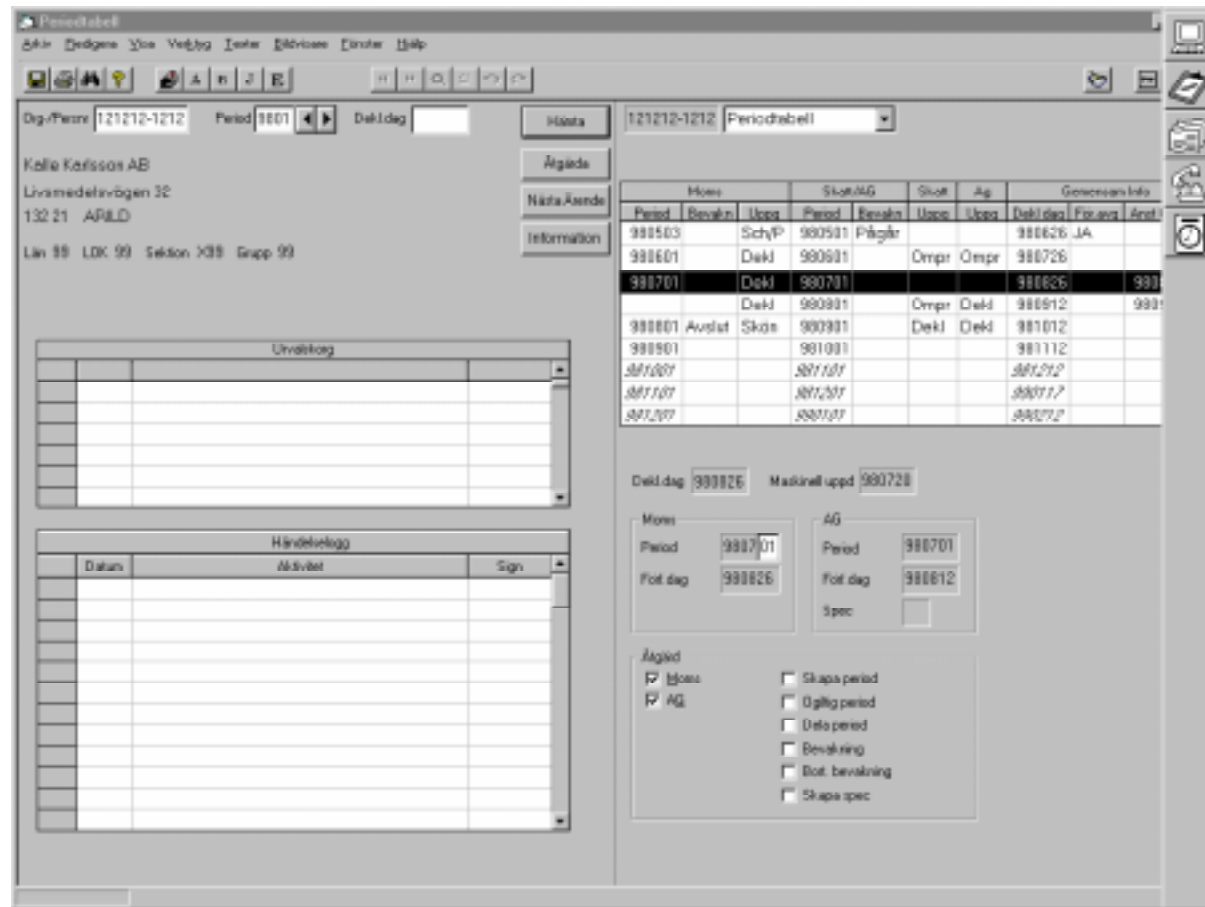 Periodtabell
Arkiv Redigera Visa Verktyg Texter Bildvisare Fönster Hjälp
Org-/Persnr 121212-1212 Period 9801 Dekl.dag Hämta
Kalle Karlsson AB
Åtgärda
Livsmedelsvägen 32
Nästa Ärende
132 21 ARILD
Information
Län 99 LOK 99 Sektion X99 Grupp 99
Urvalskorg
Händelselogg
Datum Aktivitet Sign
121212-1212 Periodtabell
Moms Skatt/AG Skatt Ag Gemensam Info
Period Bevakn Uppg Period Bevakn Uppg Uppg Dekl.dag För.avg
980503 Sch/P 980501 Pågår 980626 JA
980601 Dekl 980601 Ompr Ompr 980726
980701 Dekl 980701 980826
Dekl 980801 Ompr Dekl 980912
980801 Avslut Skön 980901 Dekl Dekl 981012
980901 981001 981112
981001 981101 981212
981101 981201 990117
981201 990101 990212
Dekl.dag 980826 Maskinell uppd 980720
Moms
Period 980701
Förf.dag 980826
AG
Period 980701
Förf.dag 980812
Spec
Åtgärd
Moms
AG
Skapa period
Ogiltig period
Dela period
Bevakning
Bort. bevakning
Skapa spec